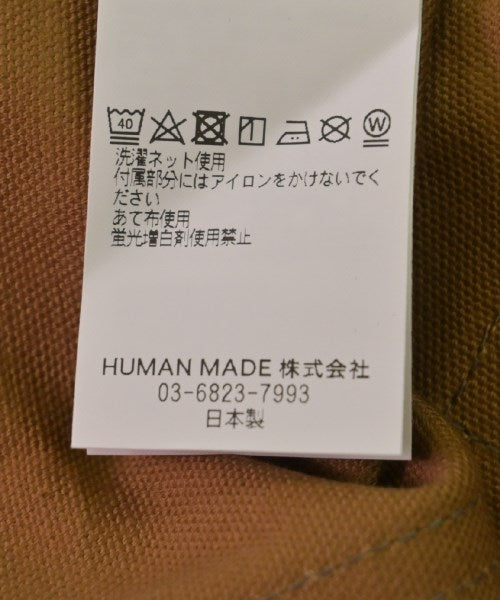 40
W
洗濯ネット使用
付属部分にはアイロンをかけないでく
ださい
あて布使用
蛍光増白剤使用禁止
HUMAN MADE 株式会社
03-6823-7993
日本製